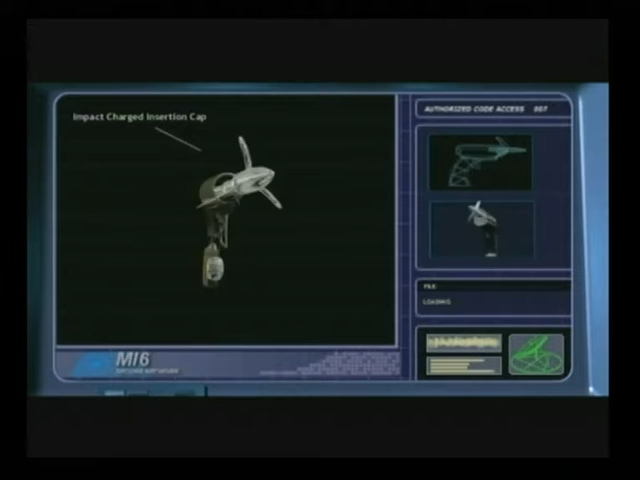 Impact Charged Insertion Cap
AUTHORIZED CODE ACCESS 007
FILE
LOADING
MI6